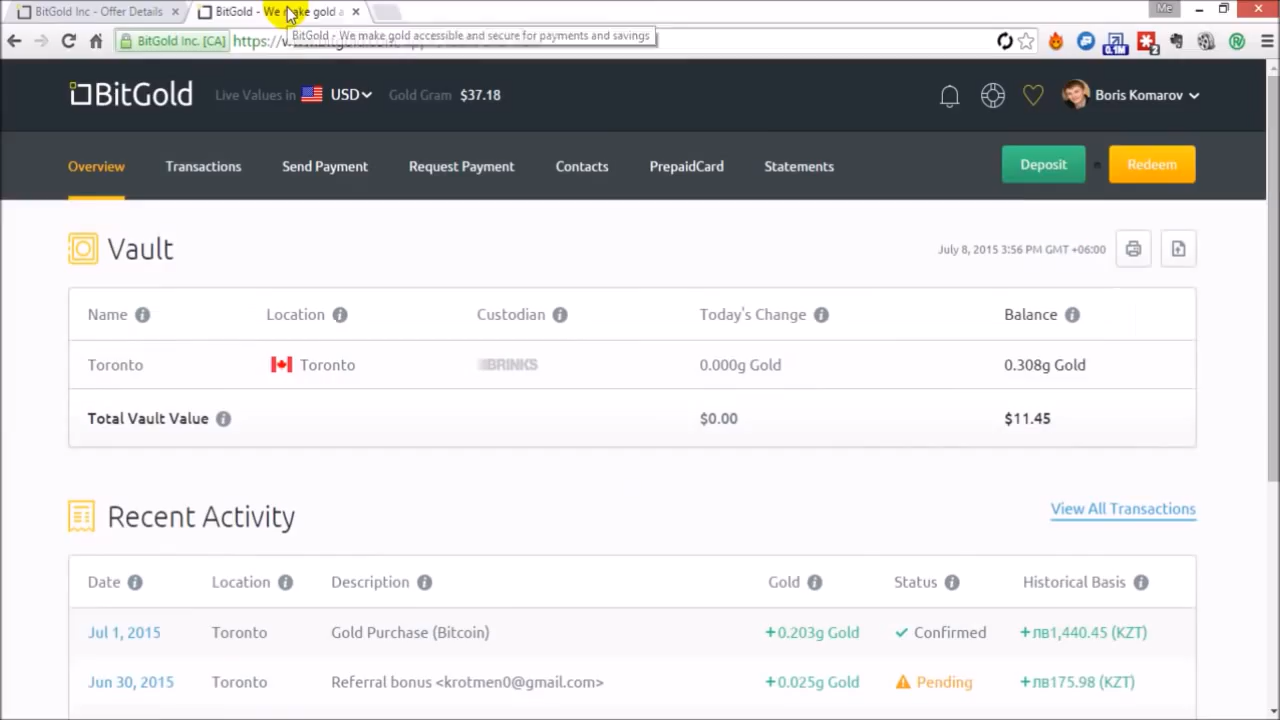 BitGold Inc - Offer Details
BitGold - We make gold a
Me
BitGold Inc. [CA] https://
BitGold - We make gold accessible and secure for payments and savings
0.1M
2
BitGold Live Values in USD Gold Gram $37.18
Boris Komarov
Overview Transactions Send Payment Request Payment Contacts PrepaidCard Statements Deposit Redeem
Vault
July 8, 2015 3:56 PM GMT +06:00
Name Location Custodian Today's Change Balance
Toronto Toronto BRINKS 0.000g Gold 0.308g Gold
Total Vault Value $0.00 $11.45
Recent Activity
View All Transactions
Date Location Description Gold Status Historical Basis
Jul 1, 2015 Toronto Gold Purchase (Bitcoin) +0.203g Gold Confirmed +лв1,440.45 (KZT)
Jun 30, 2015 Toronto Referral bonus <krotmen0@gmail.com> +0.025g Gold Pending +лв175.98 (KZT)